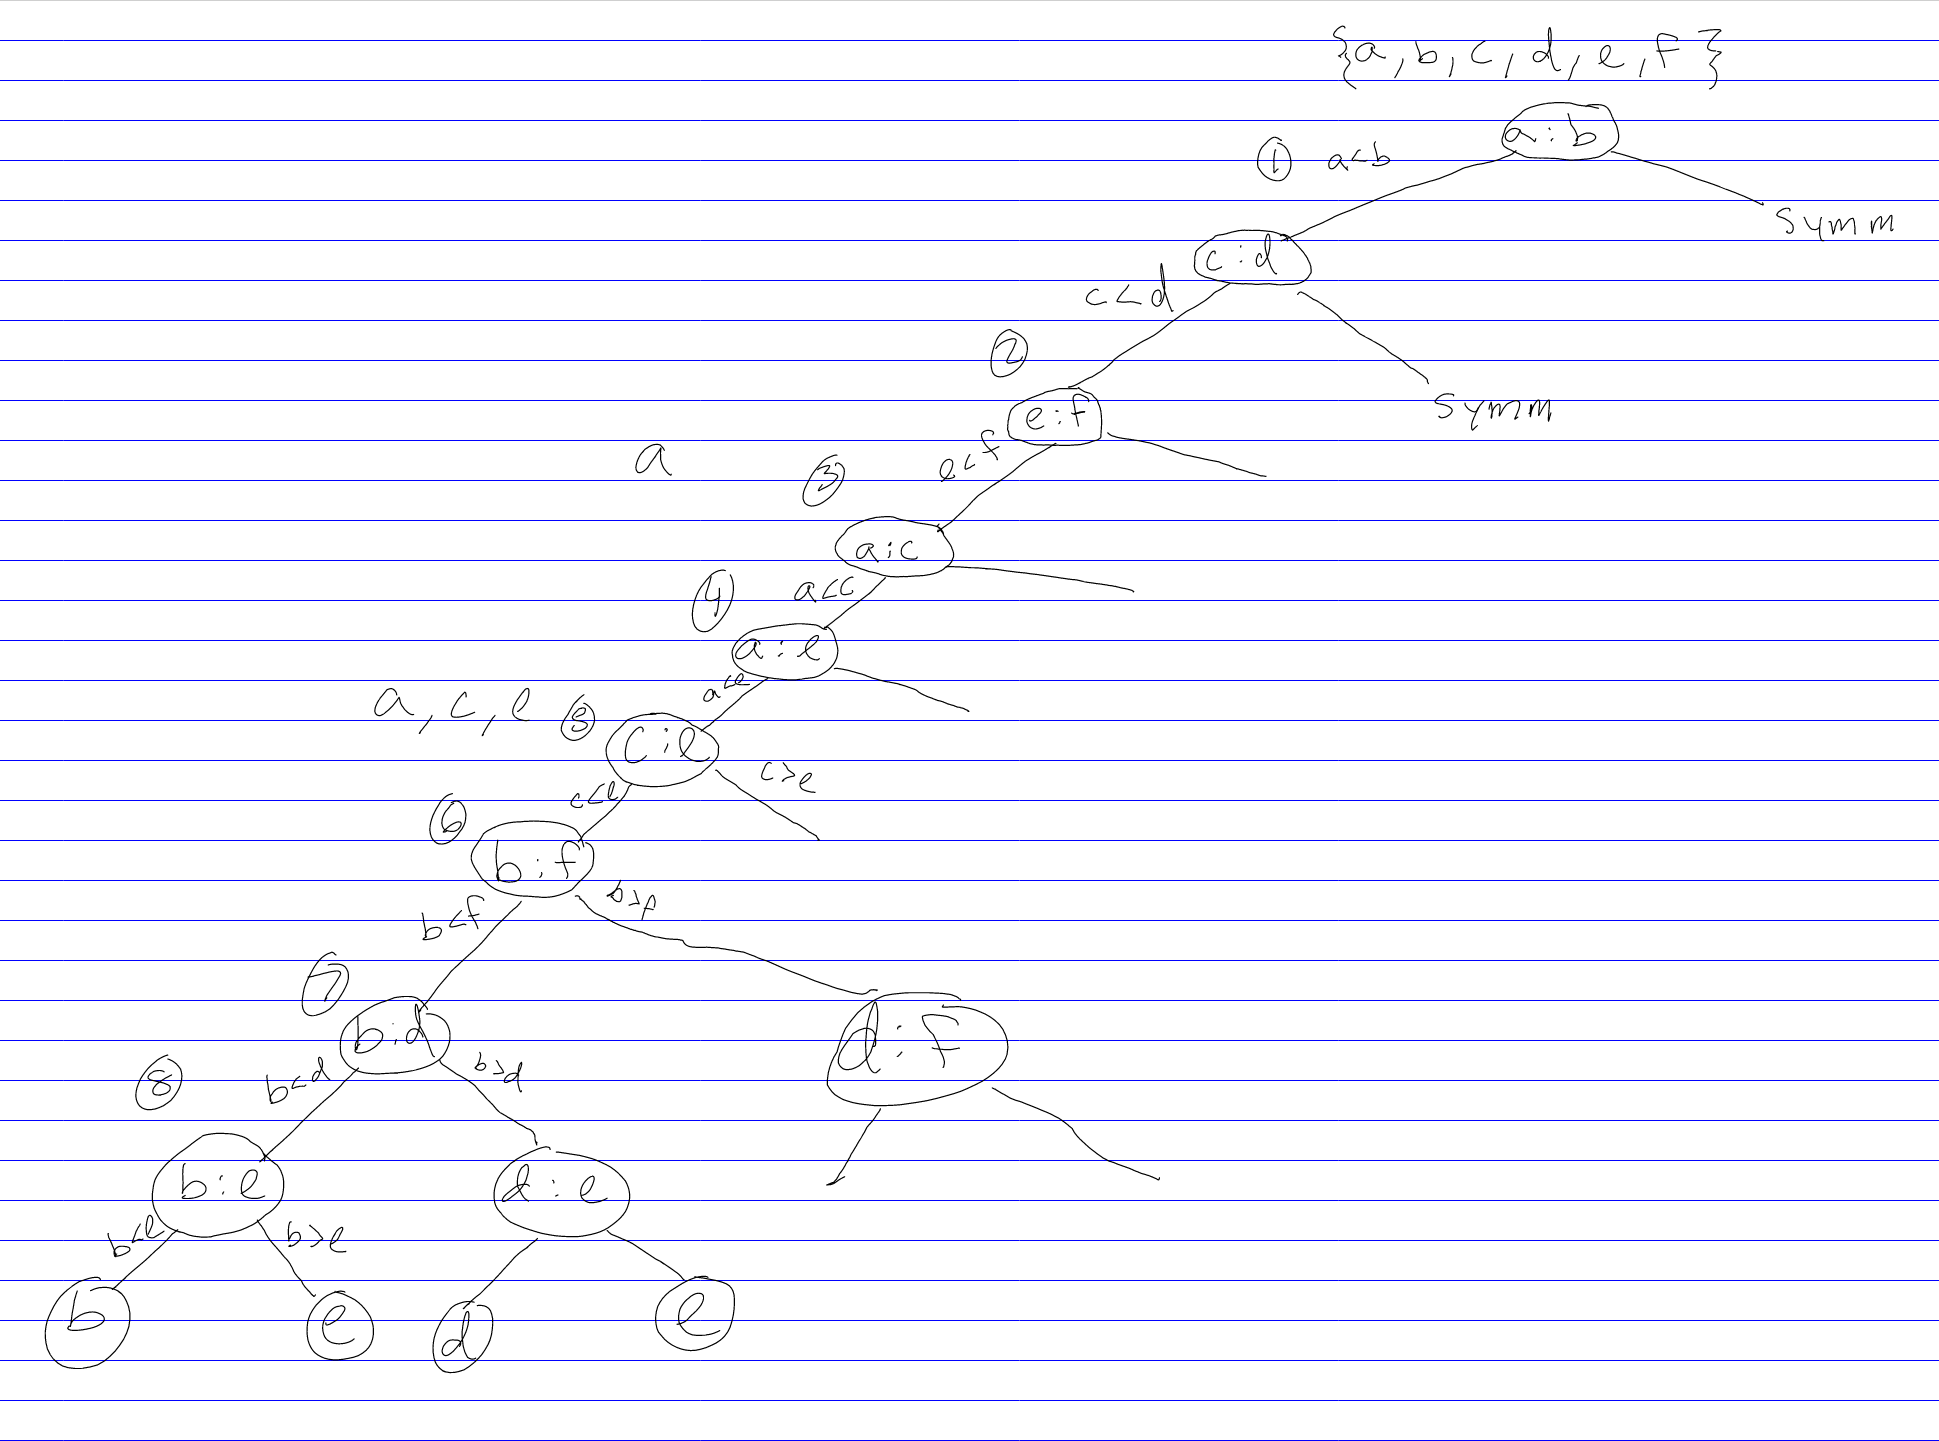 {a, b, c, d, e, f}
a : b
① a<b
symm
c : d
c < d
②
symm
e : f
e < f
a
③
a : c
④ a<c
a : e
a<e
a, c, e ⑤
c : e
c>e
c<e
⑥
b : f
b>f
b<f
⑦
b : d
d : f
⑧ b<d
b>d
b : e
d : e
b<e
b>e
b
e
d
e